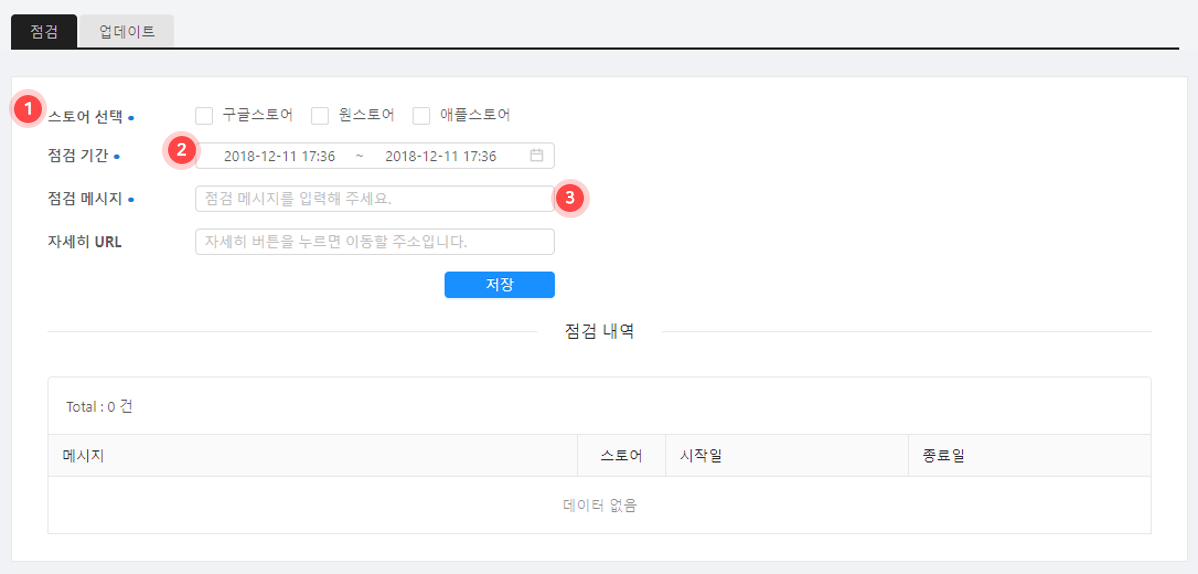 점검 업데이트
1 스토어 선택 구글스토어 원스토어 애플스토어
점검 기간 2 2018-12-11 17:36 ~ 2018-12-11 17:36
점검 메시지 점검 메시지를 입력해 주세요. 3
자세히 URL 자세히 버튼을 누르면 이동할 주소입니다.
저장
점검 내역
Total : 0 건
메시지 스토어 시작일 종료일
데이터 없음